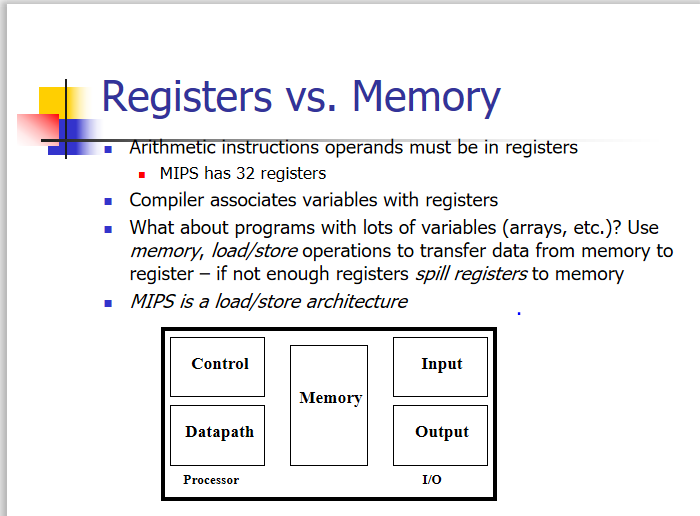 Registers vs. Memory
Arithmetic instructions operands must be in registers
MIPS has 32 registers
Compiler associates variables with registers
What about programs with lots of variables (arrays, etc.)? Use
memory, load/store operations to transfer data from memory to
register – if not enough registers spill registers to memory
MIPS is a load/store architecture
Control
Input
Memory
Datapath
Output
Processor
I/O